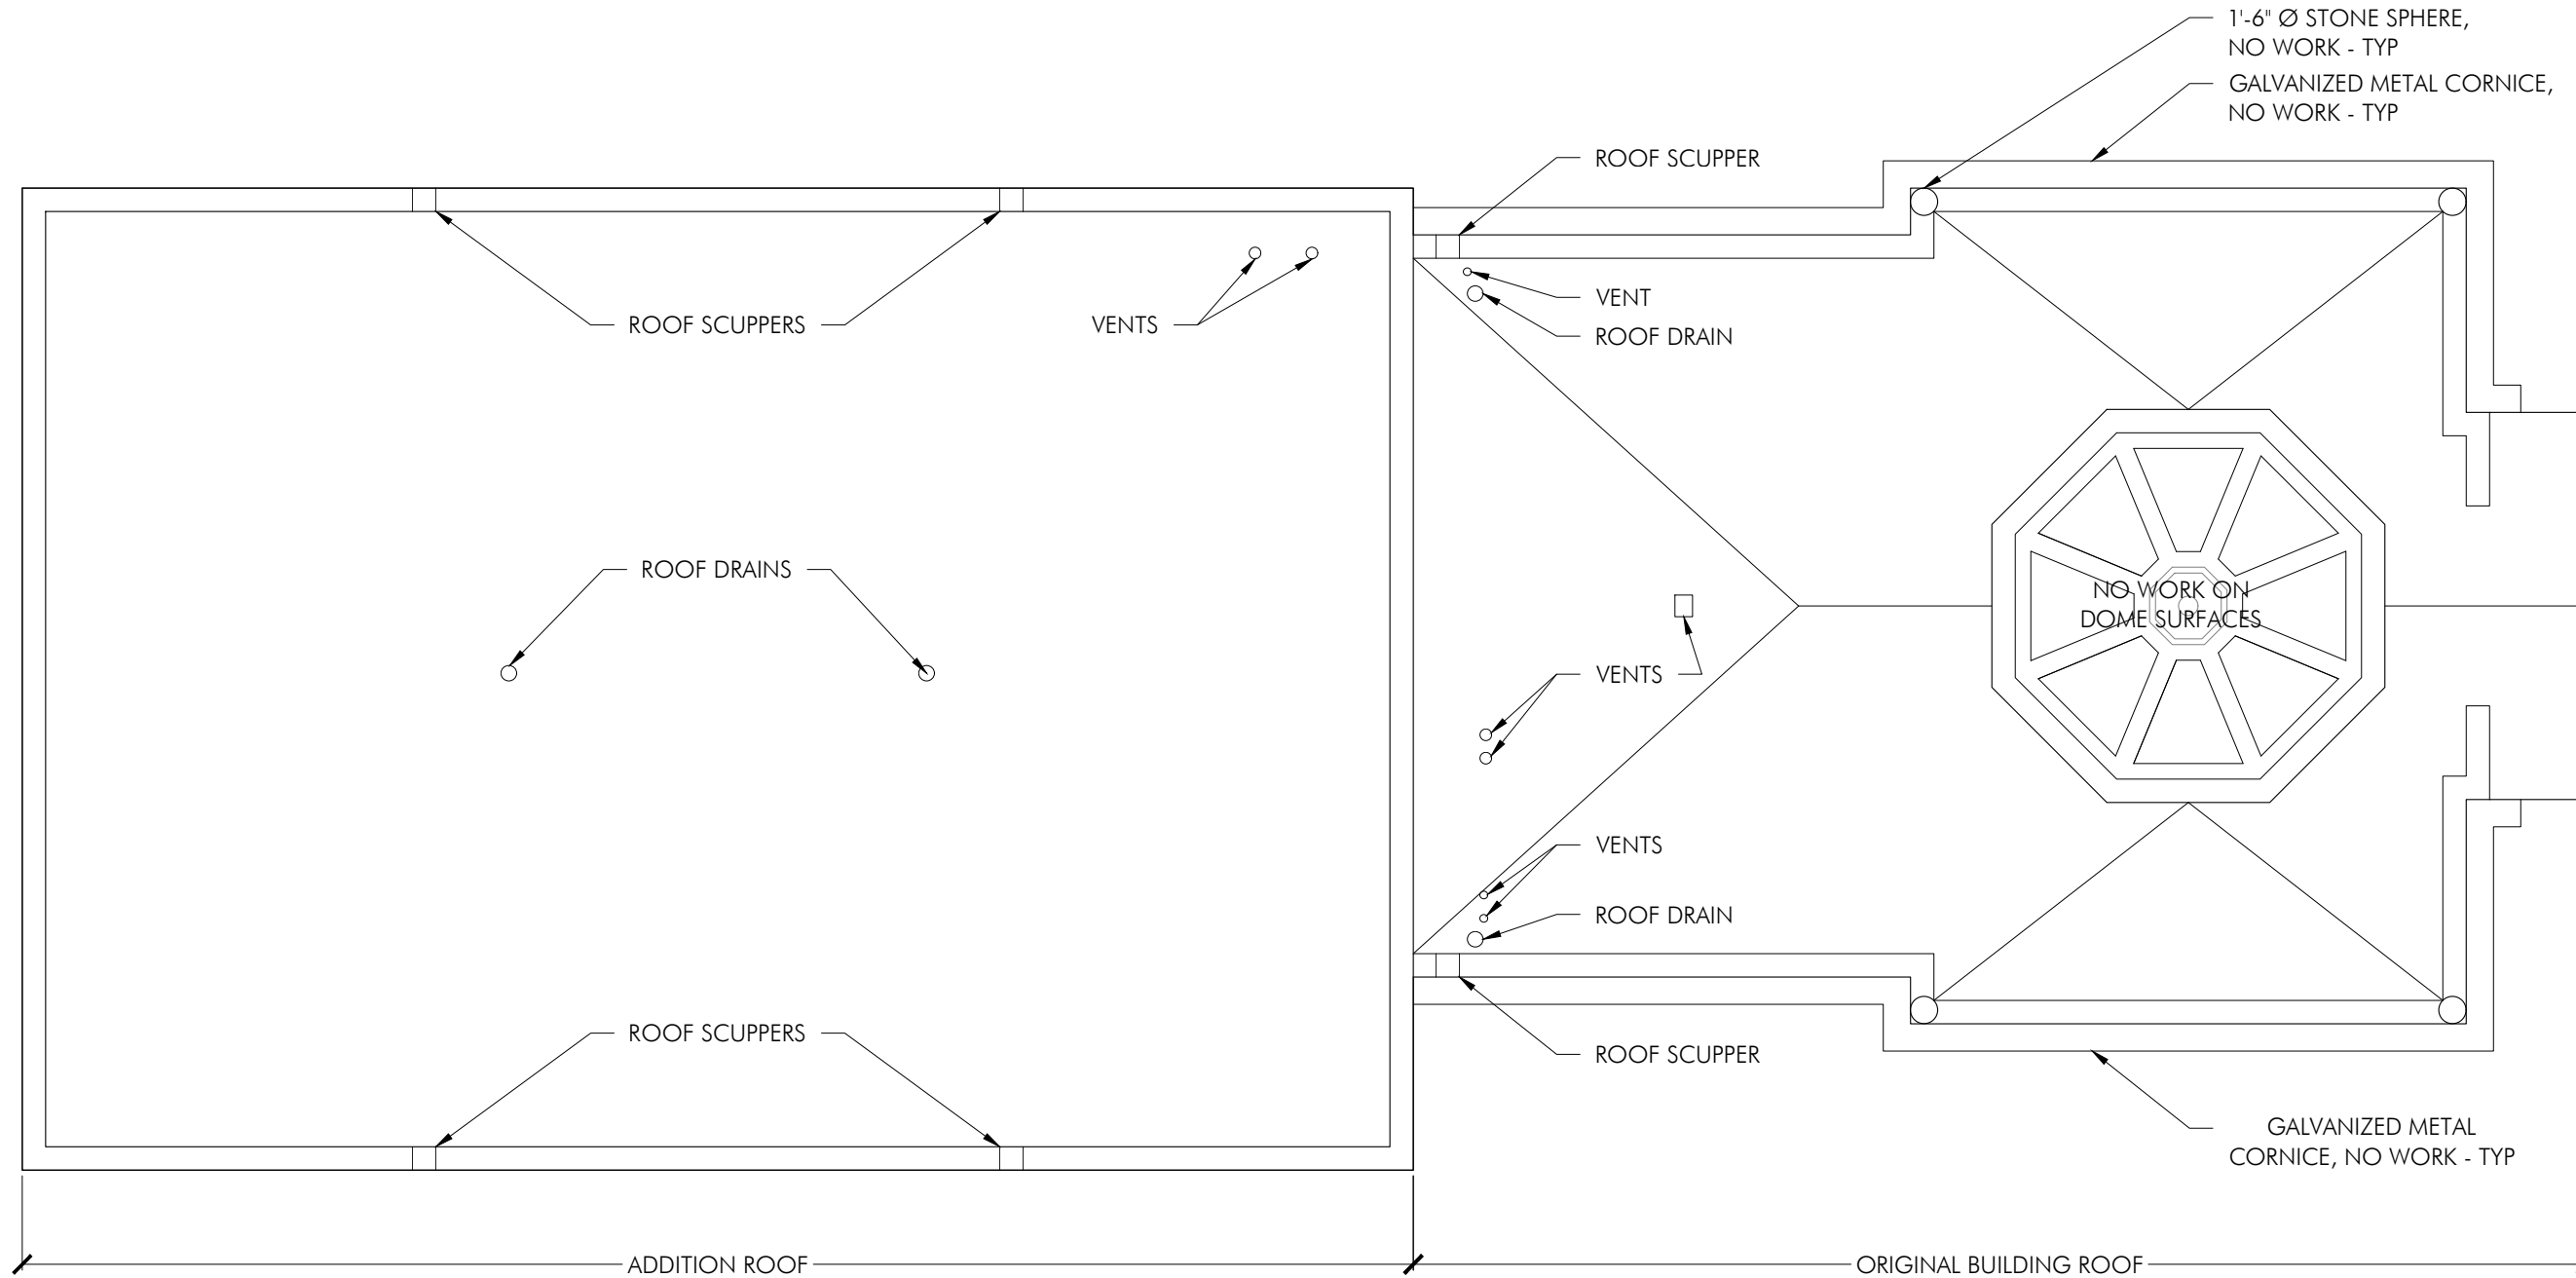 1'-6" Ø STONE SPHERE,
NO WORK - TYP
GALVANIZED METAL CORNICE,
NO WORK - TYP
ROOF SCUPPER
VENT
ROOF DRAIN
ROOF SCUPPERS
VENTS
ROOF DRAINS
NO WORK ON
DOME SURFACES
VENTS
VENTS
ROOF DRAIN
ROOF SCUPPERS
ROOF SCUPPER
GALVANIZED METAL
CORNICE, NO WORK - TYP
ADDITION ROOF
ORIGINAL BUILDING ROOF